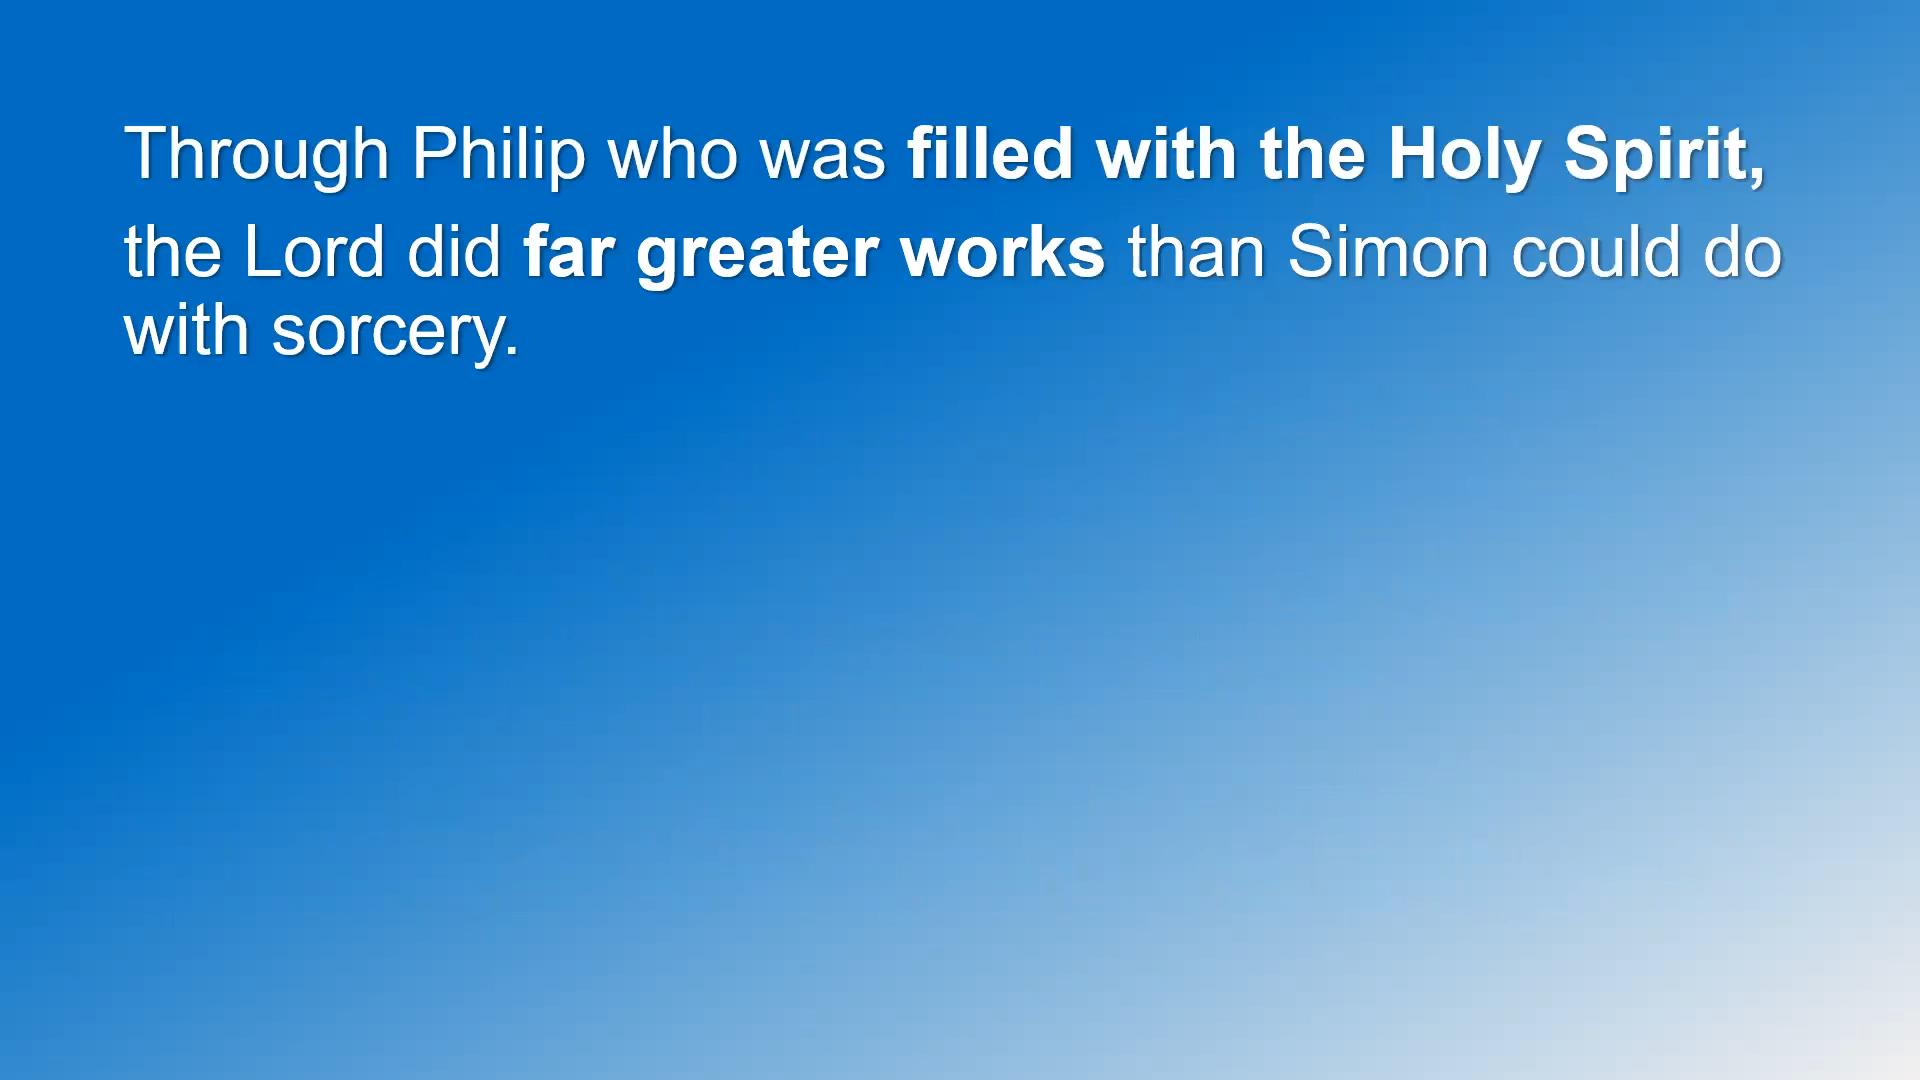 Through Philip who was filled with the Holy Spirit,
the Lord did far greater works than Simon could do
with sorcery.